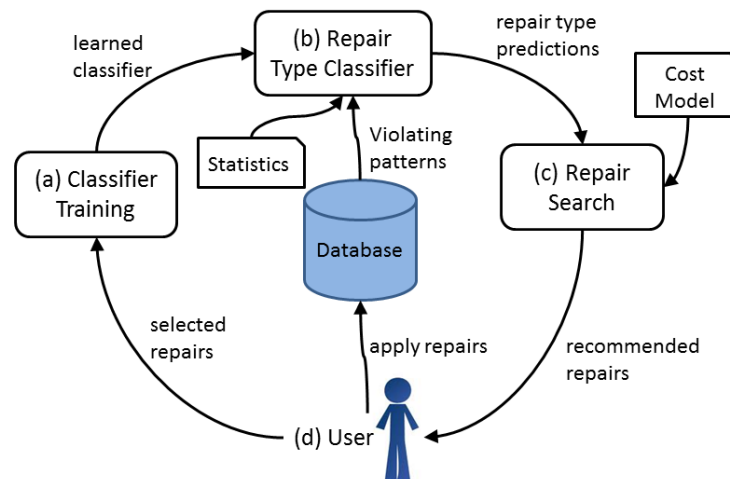 learned
classifier
(b) Repair
Type Classifier
repair type
predictions
Cost
Model
Statistics
Violating
patterns
(a) Classifier
Training
(c) Repair
Search
Database
selected
repairs
apply repairs
recommended
repairs
(d) User